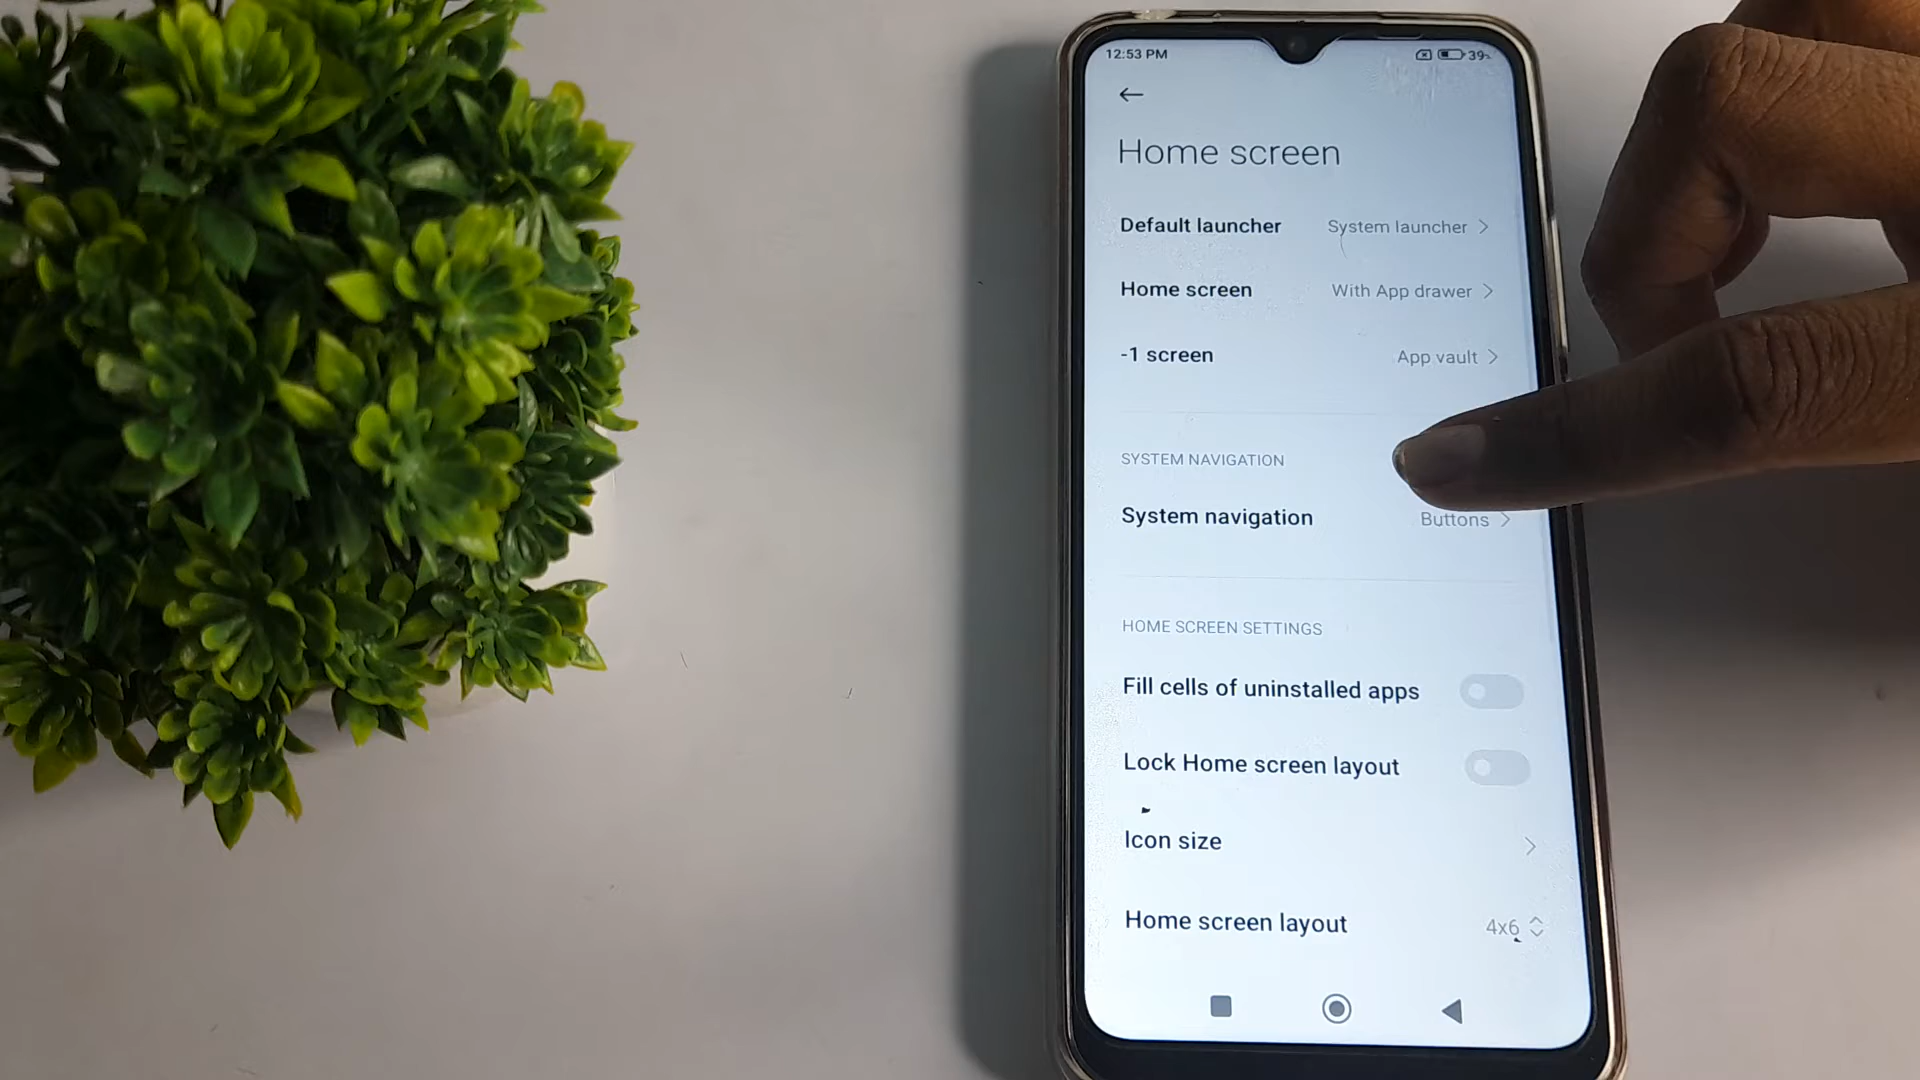 12:53 PM 39%
Home screen
Default launcher System launcher
Home screen With App drawer
-1 screen App vault
SYSTEM NAVIGATION
System navigation Buttons
HOME SCREEN SETTINGS
Fill cells of uninstalled apps
Lock Home screen layout
Icon size
Home screen layout 4x6